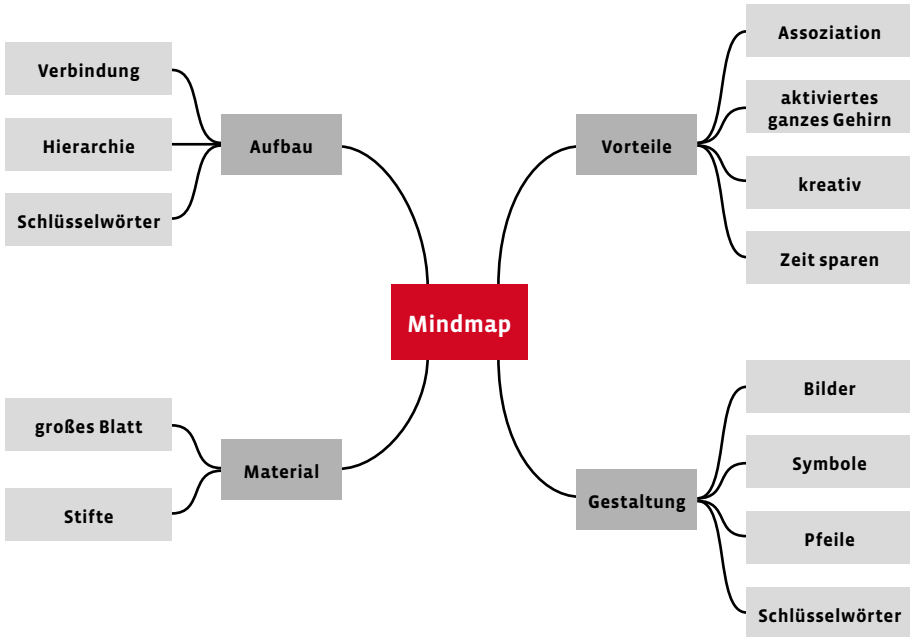 Mindmap
Aufbau
Verbindung
Hierarchie
Schlüsselwörter
Material
großes Blatt
Stifte
Vorteile
Assoziation
aktiviertes
ganzes Gehirn
kreativ
Zeit sparen
Gestaltung
Bilder
Symbole
Pfeile
Schlüsselwörter